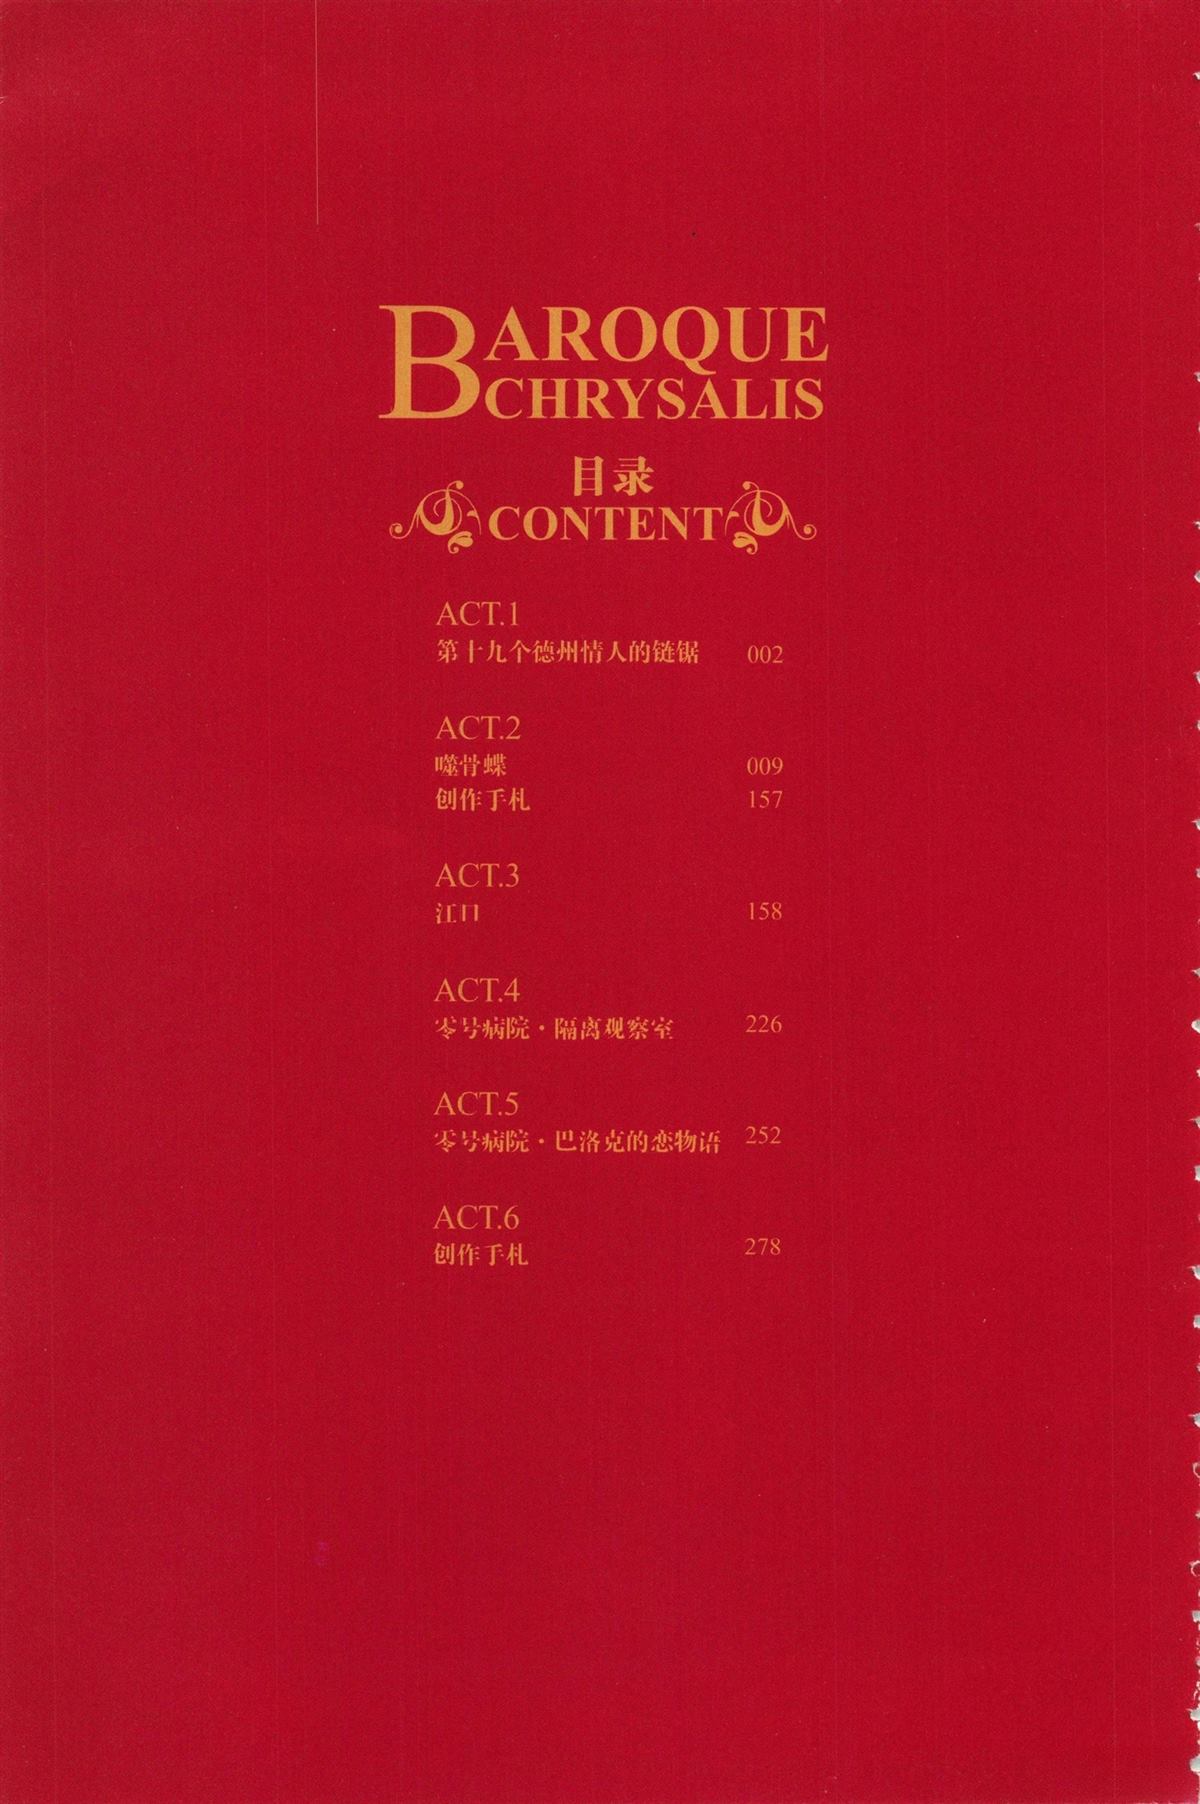 BAROQUE
CHRYSALIS
目录
CONTENT
ACT.1
第十九个德州情人的链锯 002
ACT.2
噬骨蝶 009
创作手札 157
ACT.3
江口 158
ACT.4
零号病院·隔离观察室 226
ACT.5
零号病院·巴洛克的恋物语 252
ACT.6
创作手札 278